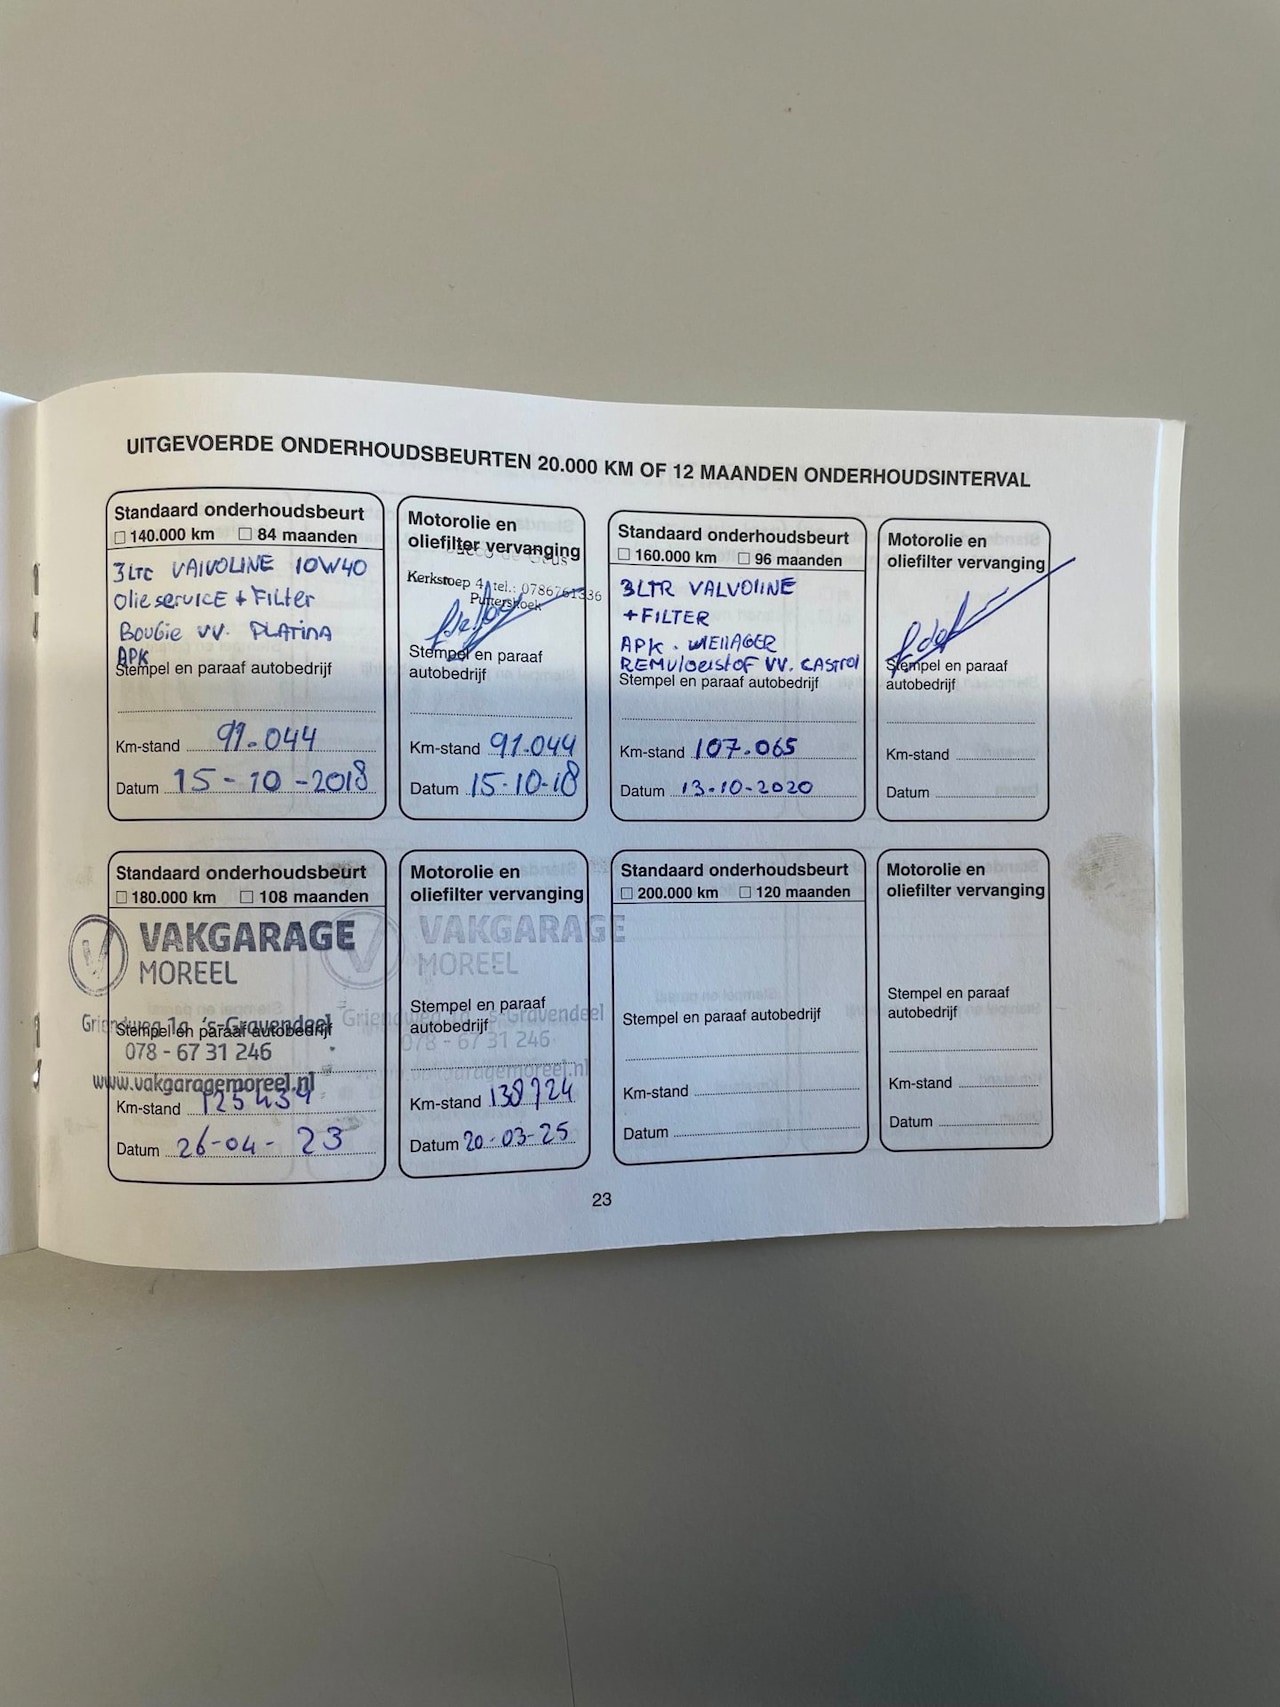 UITGEVOERDE ONDERHOUDSBEURTEN 20.000 KM OF 12 MAANDEN ONDERHOUDSINTERVAL
Standaard onderhoudsbeurt
140.000 km 84 maanden
3LTC VALVOLINE 10W40
Olieservice + Filter
Bougie VV. PLATINA
APK
Stempel en paraaf autobedrijf
Km-stand 91.044
Datum 15-10-2018
Motorolie en
oliefilter vervanging
Kerkstoep 4 tel.: 0786761336
Puttershoek
Stempel en paraaf
autobedrijf
Km-stand 91.044
Datum 15-10-18
Standaard onderhoudsbeurt
160.000 km 96 maanden
3LTR VALVOLINE
+FILTER
APK.
REMvloeistof VV. CASTROl
Stempel en paraaf autobedrijf
Km-stand 107.065
Datum 13-10-2020
Motorolie en
oliefilter vervanging
Stempel en paraaf
autobedrijf
Km-stand
Datum
Standaard onderhoudsbeurt
180.000 km 108 maanden
VAKGARAGE
MOREEL
Griendweg 1a 's-Gravendeel
Stempel en paraaf autobedrijf
078 - 67 31 246
www.vakgaragemoreel.nl
Km-stand 125434
Datum 26-04-23
Motorolie en
oliefilter vervanging
VAKGARAGE
MOREEL
Stempel en paraaf
Griendweg 1a 's-Gravendeel
autobedrijf
078 - 67 31 246
www.vakgaragemoreel.nl
Km-stand 138724
Datum 20-03-25
Standaard onderhoudsbeurt
200.000 km 120 maanden
Stempel en paraaf autobedrijf
Km-stand
Datum
Motorolie en
oliefilter vervanging
Stempel en paraaf
autobedrijf
Km-stand
Datum
23